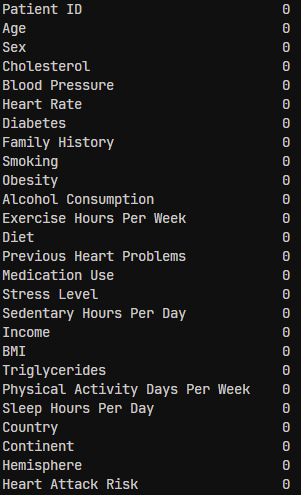 Patient ID 0
Age 0
Sex 0
Cholesterol 0
Blood Pressure 0
Heart Rate 0
Diabetes 0
Family History 0
Smoking 0
Obesity 0
Alcohol Consumption 0
Exercise Hours Per Week 0
Diet 0
Previous Heart Problems 0
Medication Use 0
Stress Level 0
Sedentary Hours Per Day 0
Income 0
BMI 0
Triglycerides 0
Physical Activity Days Per Week 0
Sleep Hours Per Day 0
Country 0
Continent 0
Hemisphere 0
Heart Attack Risk 0